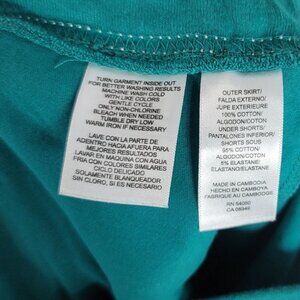 TURN GARMENT INSIDE OUT
FOR BETTER WASHING RESULTS
MACHINE WASH COLD
WITH LIKE COLORS
GENTLE CYCLE
ONLY NON-CHLORINE
BLEACH WHEN NEEDED
TUMBLE DRY LOW
WARM IRON IF NECESSARY
LAVE CON LA PARTE DE
ADENTRO HACIA AFUERA PARA
MEJORES RESULTADOS
LAVAR EN MAQUINA CON AGUA
FRIA CON COLORES SIMILARES
CICLO DELICADO
SOLAMENTE BLANQUEADOR
SIN CLORO, SI ES NECESARIO
OUTER SKIRT/
FALDA EXTERNO/
JUPE EXTERIEURE
100% COTTON/
ALGODON/COTON
UNDER SHORTS/
PANTALONES INFERIOR/
SHORTS SOUS
95% COTTON/
ALGODON/COTON
5% ELASTANE/
ELASTANO/ELASTANE
MADE IN CAMBODIA
HECHO EN CAMBOYA
FABRIQUE AU CAMBODGE
RN 54050
CA